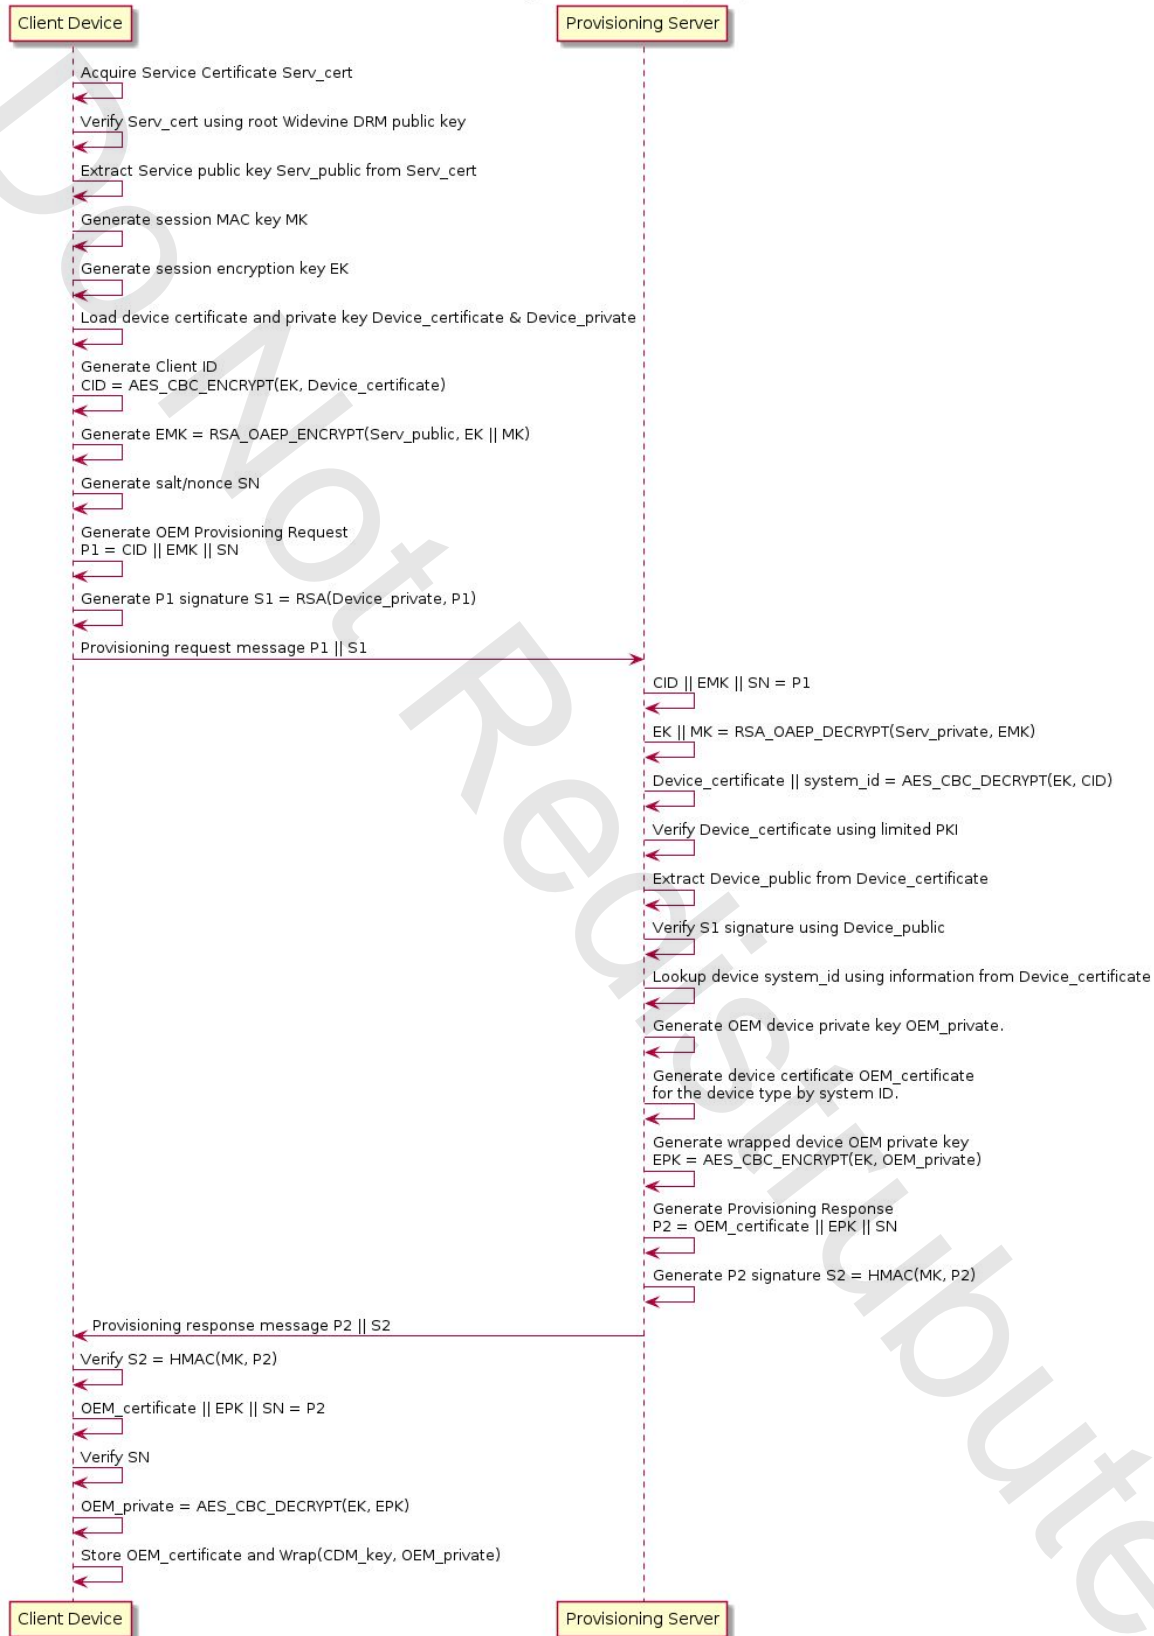 Client Device
Provisioning Server
Acquire Service Certificate Serv_cert
Verify Serv_cert using root Widevine DRM public key
Extract Service public key Serv_public from Serv_cert
Generate session MAC key MK
Generate session encryption key EK
Load device certificate and private key Device_certificate & Device_private
Generate Client ID
CID = AES_CBC_ENCRYPT(EK, Device_certificate)
Generate EMK = RSA_OAEP_ENCRYPT(Serv_public, EK || MK)
Generate salt/nonce SN
Generate OEM Provisioning Request
P1 = CID || EMK || SN
Generate P1 signature S1 = RSA(Device_private, P1)
Provisioning request message P1 || S1
CID || EMK || SN = P1
EK || MK = RSA_OAEP_DECRYPT(Serv_private, EMK)
Device_certificate || system_id = AES_CBC_DECRYPT(EK, CID)
Verify Device_certificate using limited PKI
Extract Device_public from Device_certificate
Verify S1 signature using Device_public
Lookup device system_id using information from Device_certificate
Generate OEM device private key OEM_private.
Generate device certificate OEM_certificate
for the device type by system ID.
Generate wrapped device OEM private key
EPK = AES_CBC_ENCRYPT(EK, OEM_private)
Generate Provisioning Response
P2 = OEM_certificate || EPK || SN
Generate P2 signature S2 = HMAC(MK, P2)
Provisioning response message P2 || S2
Verify S2 = HMAC(MK, P2)
OEM_certificate || EPK || SN = P2
Verify SN
OEM_private = AES_CBC_DECRYPT(EK, EPK)
Store OEM_certificate and Wrap(CDM_key, OEM_private)
Client Device
Provisioning Server
Do Not Redistribute